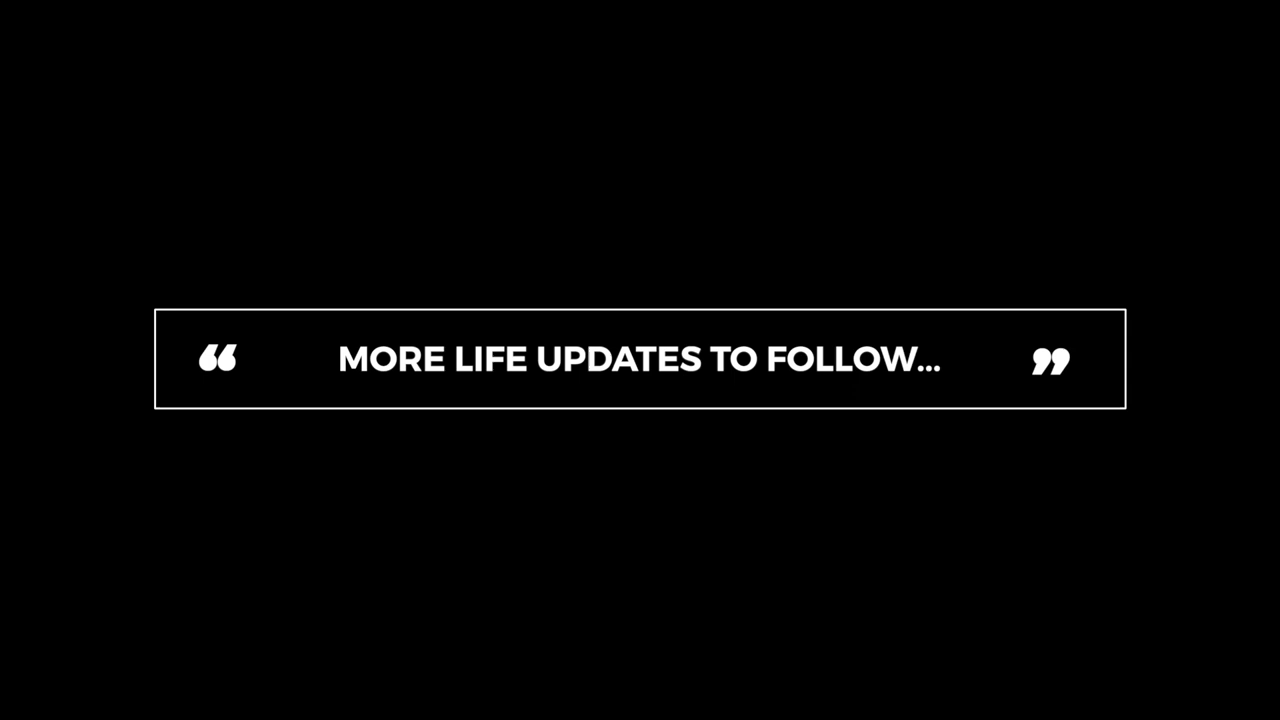 “ MORE LIFE UPDATES TO FOLLOW... ”